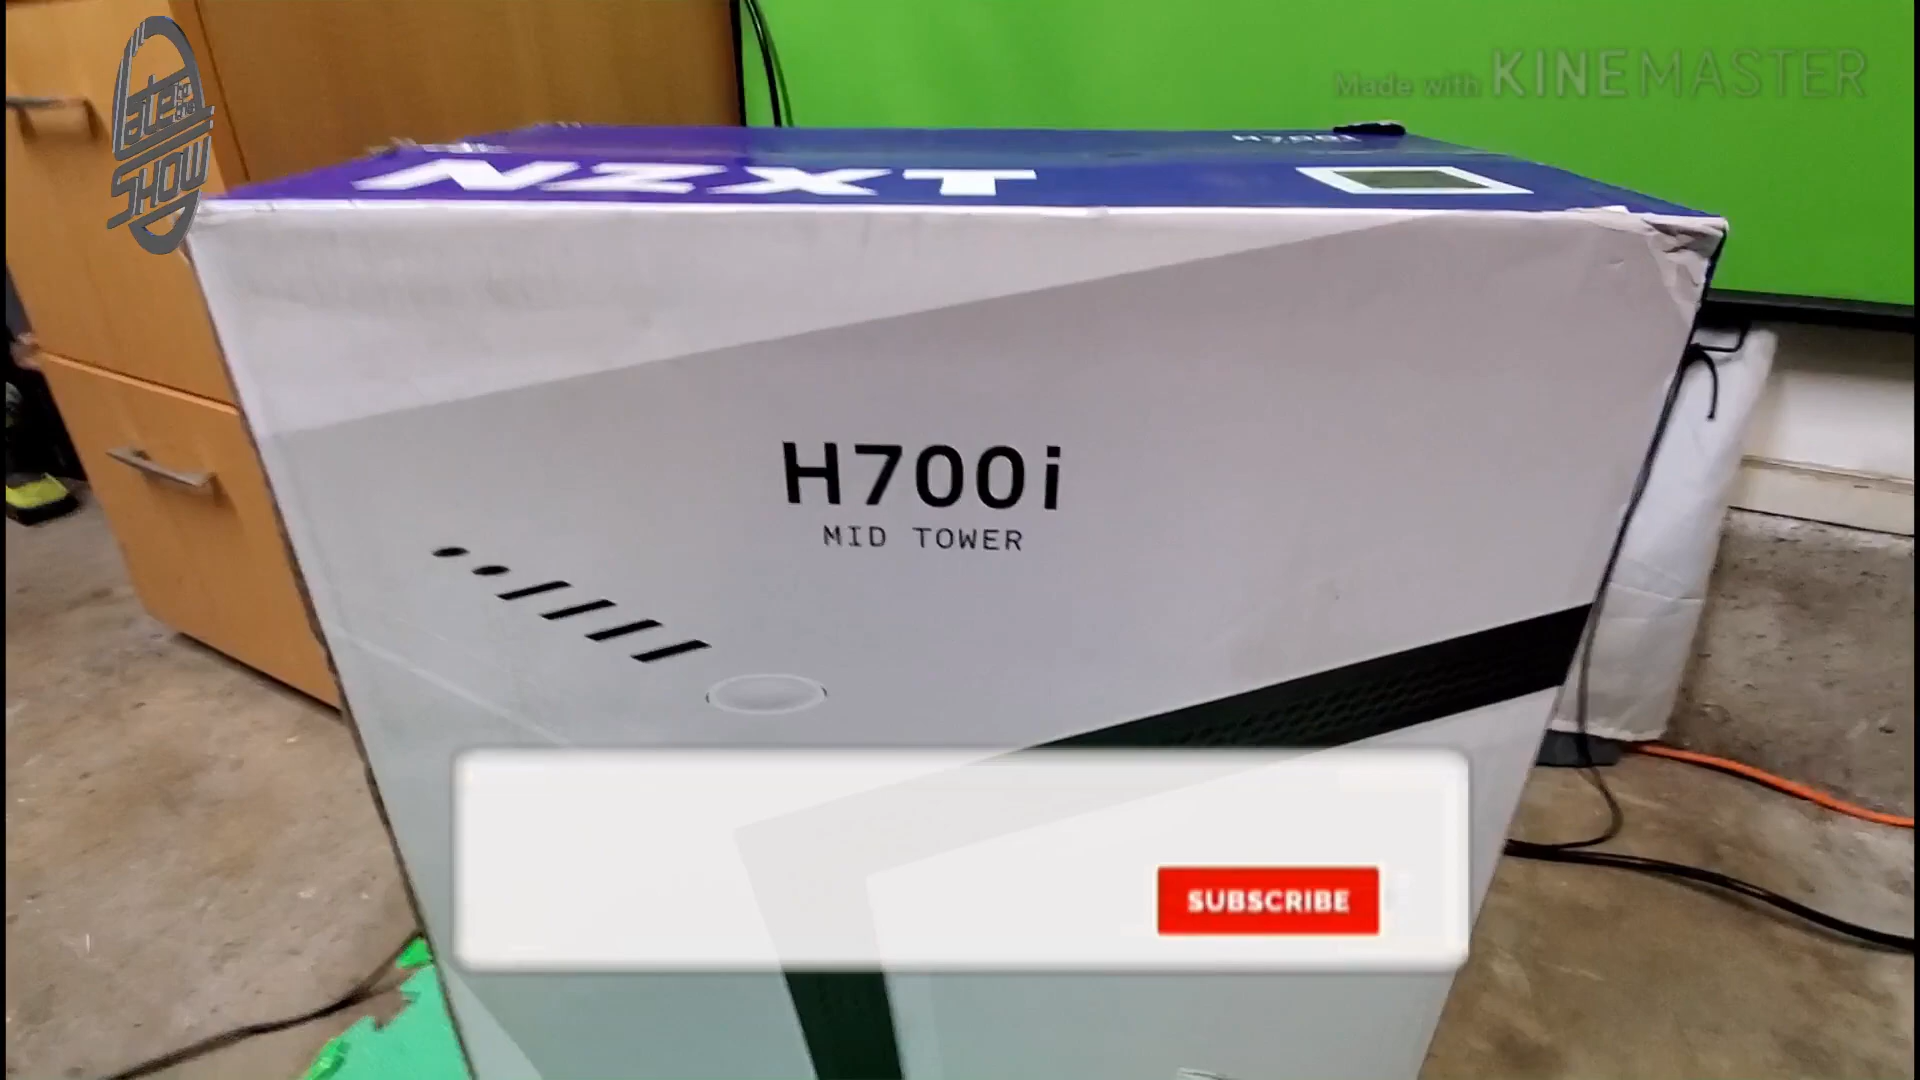 Made with KINEMASTER
Late
SHOW
H700i
NZXT
H700i
MID TOWER
SUBSCRIBE